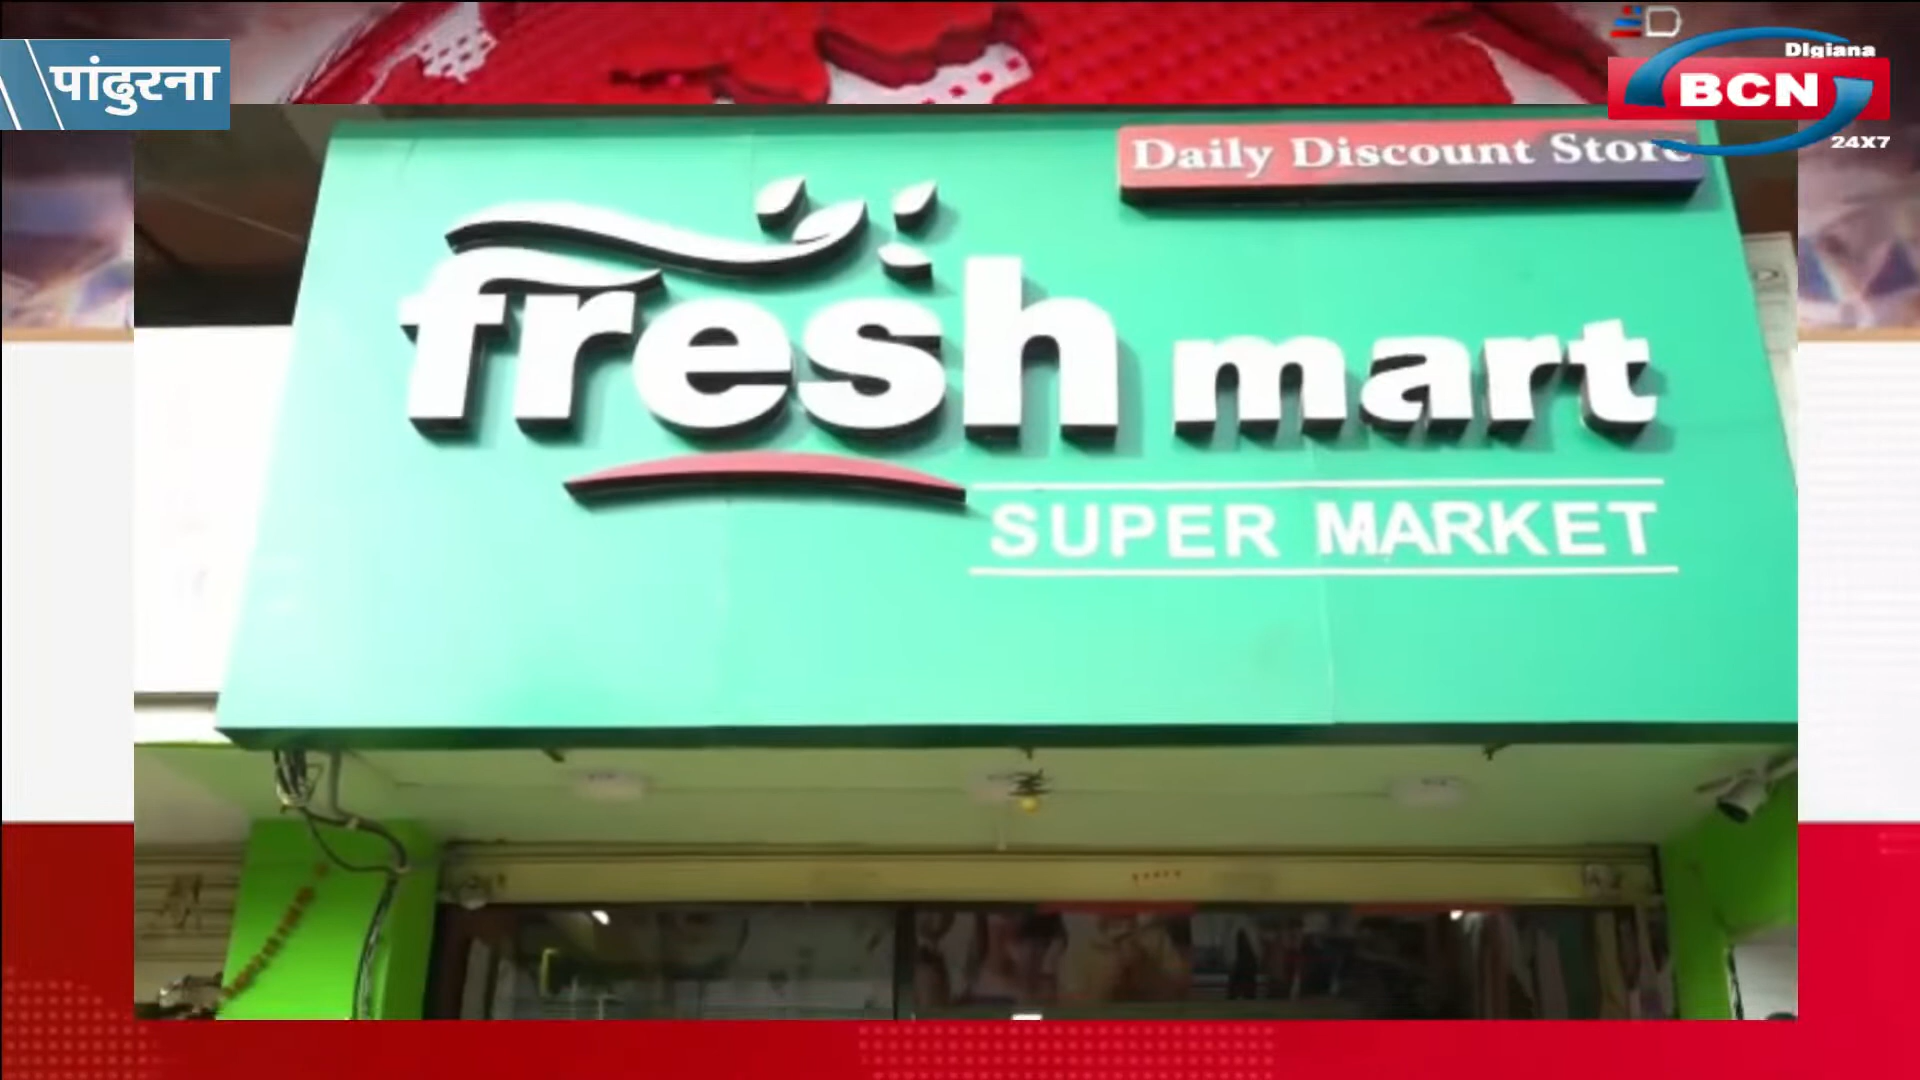 पांढुरना
Digiana
BCN
24X7
Daily Discount Store
fresh mart
SUPER MARKET